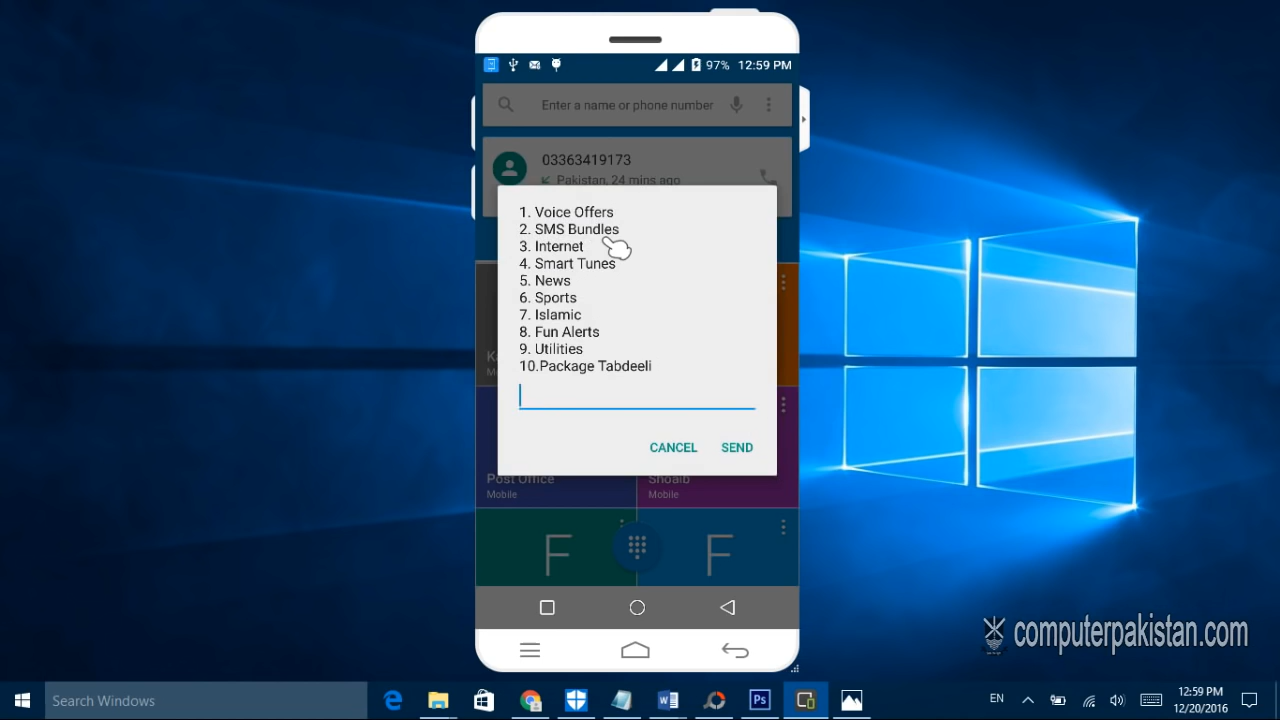 97% 12:59 PM
Enter a name or phone number
03363419173
Pakistan, 24 mins ago
1. Voice Offers
2. SMS Bundles
3. Internet
4. Smart Tunes
5. News
6. Sports
7. Islamic
8. Fun Alerts
9. Utilities
10.Package Tabdeeli
CANCEL SEND
Post Office
Mobile
Shoaib
Mobile
F F
computerpakistan.com
Search Windows
W
Ps
EN
12:59 PM
12/20/2016